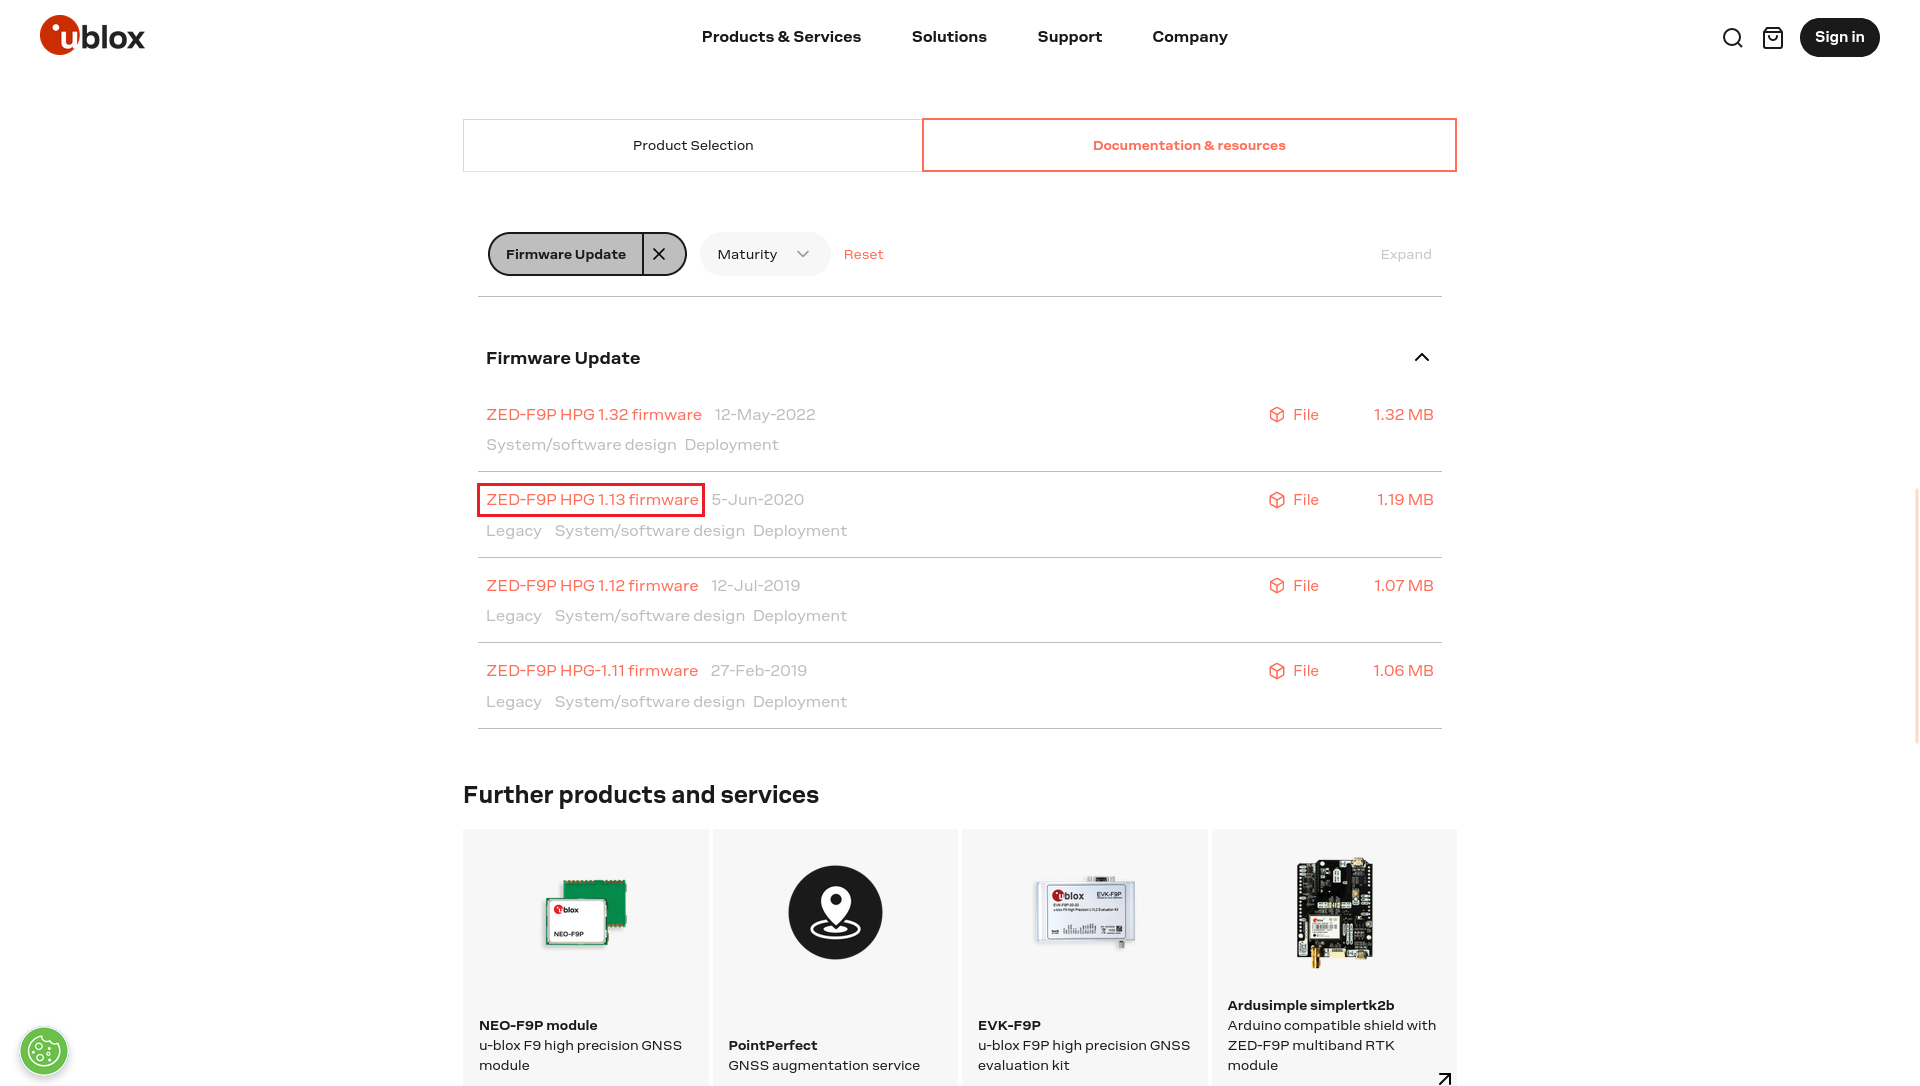 ublox
Products & Services
Solutions
Support
Company
Sign in
Product Selection
Documentation & resources
Firmware Update
Maturity
Reset
Expand
Firmware Update
ZED-F9P HPG 1.32 firmware 12-May-2022 File 1.32 MB
System/software design Deployment
ZED-F9P HPG 1.13 firmware 5-Jun-2020 File 1.19 MB
Legacy System/software design Deployment
ZED-F9P HPG 1.12 firmware 12-Jul-2019 File 1.07 MB
Legacy System/software design Deployment
ZED-F9P HPG-1.11 firmware 27-Feb-2019 File 1.06 MB
Legacy System/software design Deployment
Further products and services
ublox
NEO-F9P
NEO-F9P module
u-blox F9 high precision GNSS
module
PointPerfect
GNSS augmentation service
ublox
EVK-F9P
EVK-F9P
u-blox F9P high precision GNSS
evaluation kit
Ardusimple simplertk2b
Arduino compatible shield with
ZED-F9P multiband RTK
module